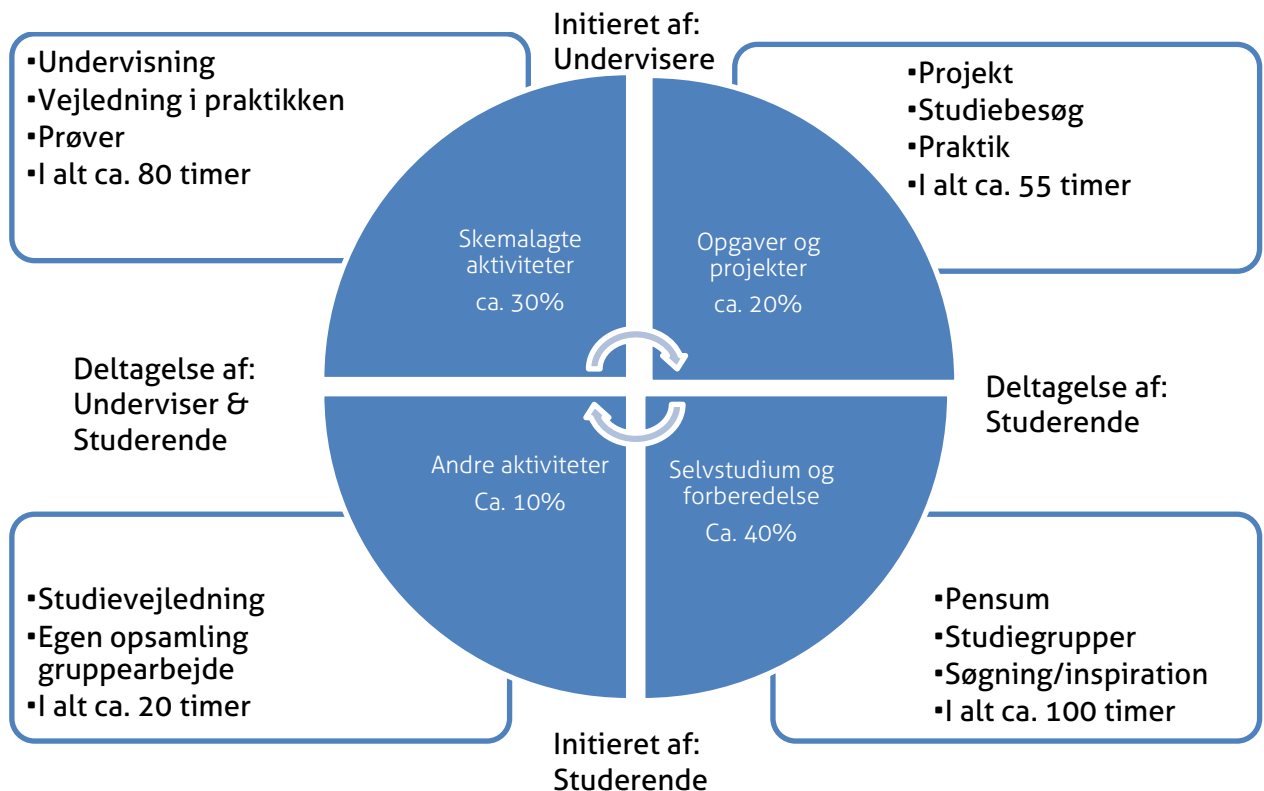 Initieret af:
Undervisere
▪Undervisning
▪Vejledning i praktikken
▪Prøver
▪I alt ca. 80 timer
▪Projekt
▪Studiebesøg
▪Praktik
▪I alt ca. 55 timer
Skemalagte
aktiviteter
ca. 30%
Opgaver og
projekter
ca. 20%
Deltagelse af:
Underviser &
Studerende
Deltagelse af:
Studerende
Andre aktiviteter
Ca. 10%
Selvstudium og
forberedelse
Ca. 40%
▪Studievejledning
▪Egen opsamling
gruppearbejde
▪I alt ca. 20 timer
▪Pensum
▪Studiegrupper
▪Søgning/inspiration
▪I alt ca. 100 timer
Initieret af:
Studerende